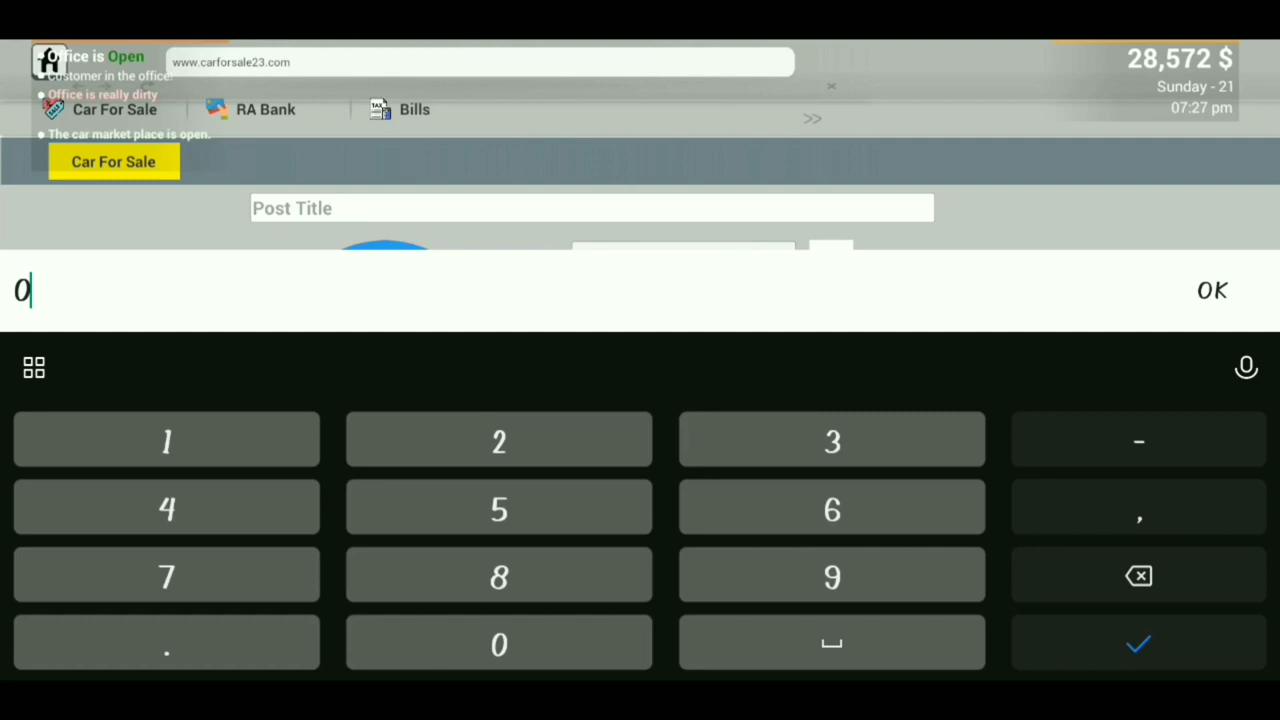 Office is Open
www.carforsale23.com
28,572 $
Customer in the office!
Sunday - 21
Office is really dirty
07:27 pm
Car For Sale
RA Bank
TAX
Bills
>>
The car market place is open.
Car For Sale
Post Title
0
OK
1 2 3 -
4 5 6 ,
7 8 9
. 0